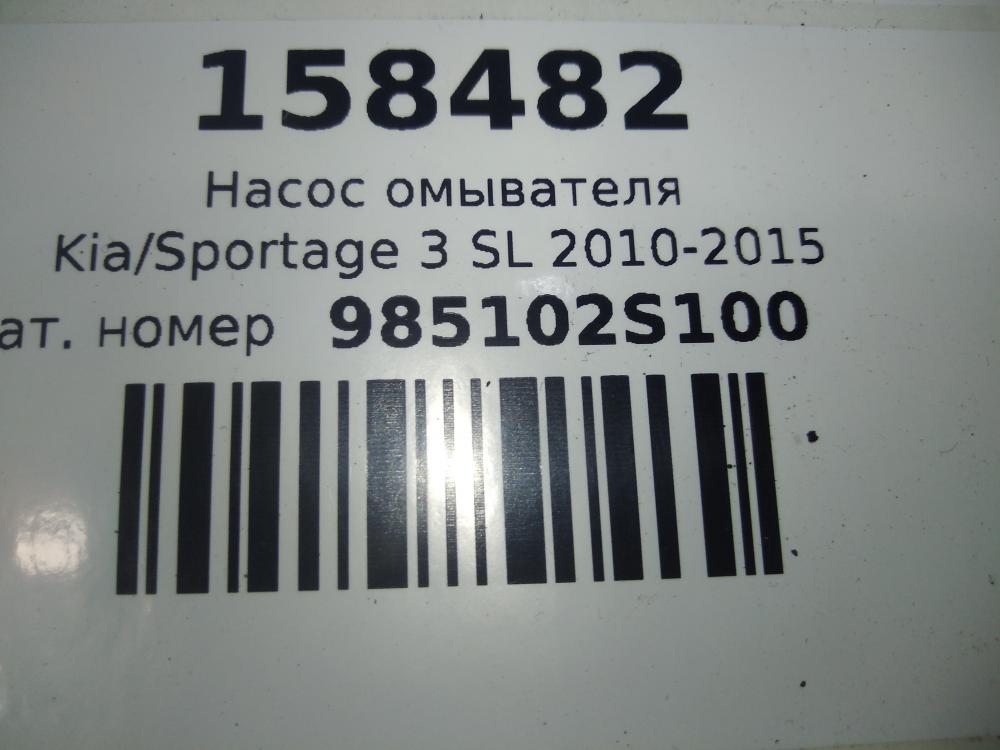 158482
Насос омывателя
Kia/Sportage 3 SL 2010-2015
ат. номер 985102S100